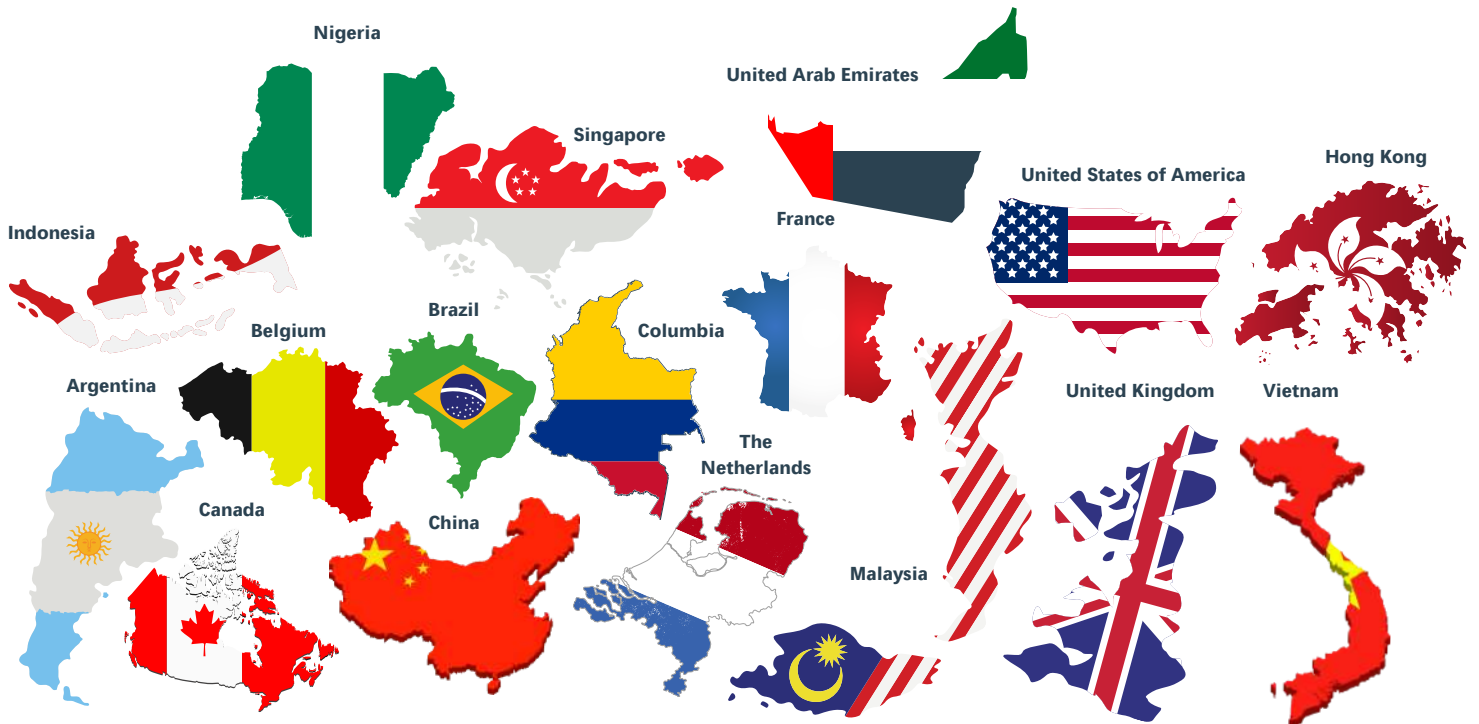 Nigeria
United Arab Emirates
Singapore
Hong Kong
United States of America
France
Indonesia
Brazil
Belgium
Columbia
Argentina
United Kingdom
Vietnam
The
Netherlands
Canada
China
Malaysia